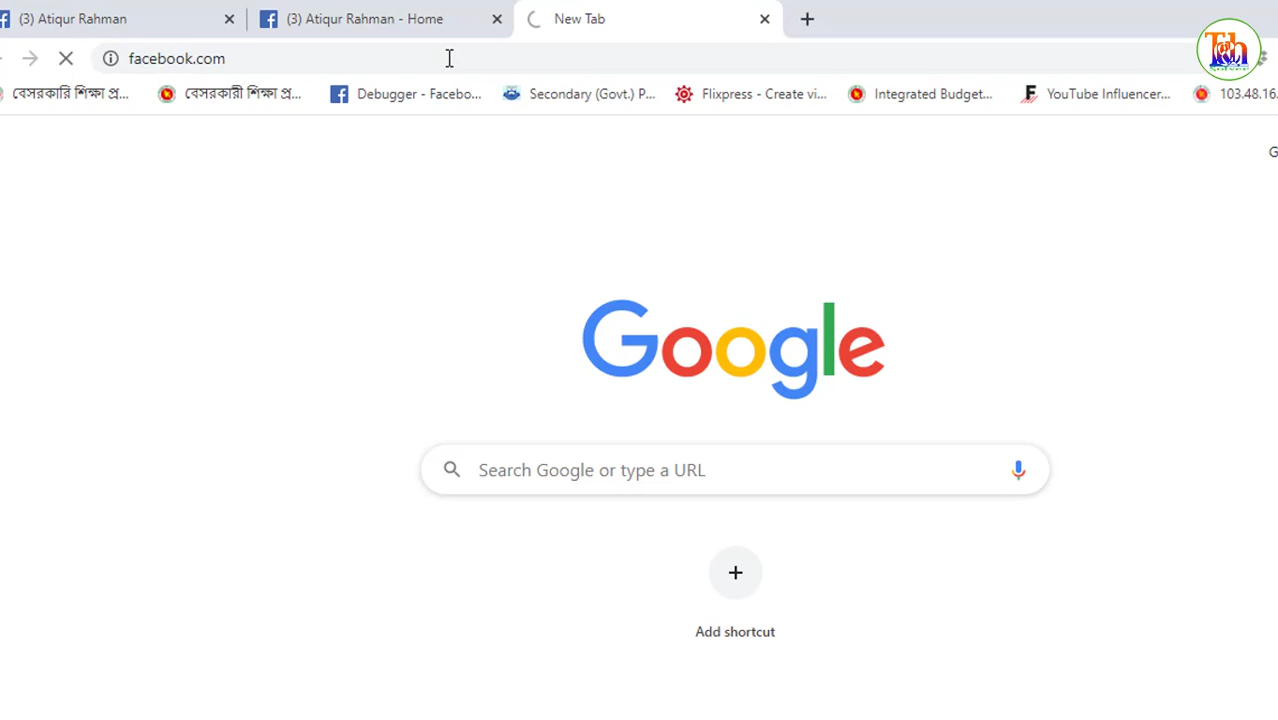 (3) Atiqur Rahman
(3) Atiqur Rahman - Home
New Tab
facebook.com
বেসরকারি শিক্ষা প্র...
বেসরকারী শিক্ষা প্র...
Debugger - Facebo...
Secondary (Govt.) P...
Flixpress - Create vi...
Integrated Budget...
YouTube Influencer...
103.48.16.
G
Google
Search Google or type a URL
Add shortcut